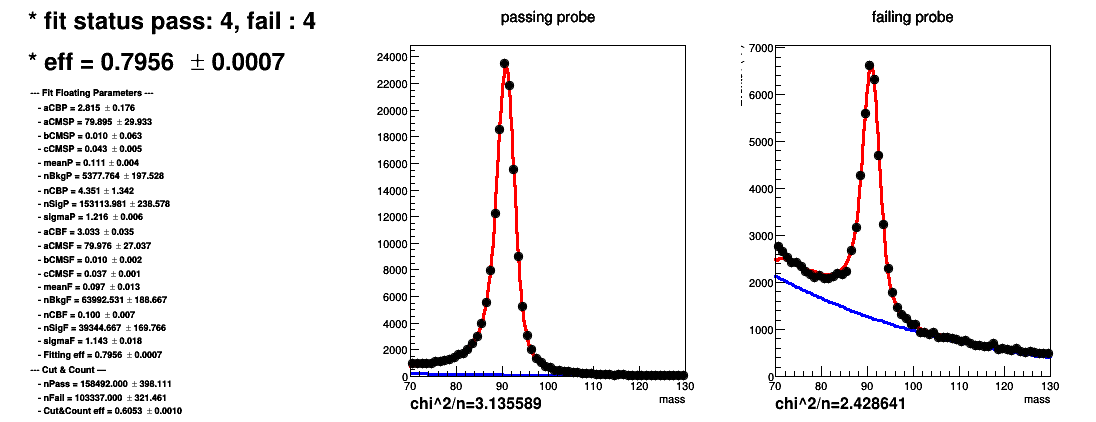 * fit status pass: 4, fail : 4
* eff = 0.7956 ± 0.0007
--- Fit Floating Parameters ---
- aCBP = 2.815 ± 0.176
- aCMSP = 79.895 ± 29.933
- bCMSP = 0.010 ± 0.063
- cCMSP = 0.043 ± 0.005
- meanP = 0.111 ± 0.004
- nBkgP = 5377.764 ± 197.528
- nCBP = 4.351 ± 1.342
- nSigP = 153113.981 ± 238.578
- sigmaP = 1.216 ± 0.006
- aCBF = 3.033 ± 0.035
- aCMSF = 79.976 ± 27.037
- bCMSF = 0.010 ± 0.002
- cCMSF = 0.037 ± 0.001
- meanF = 0.097 ± 0.013
- nBkgF = 63992.531 ± 188.667
- nCBF = 0.100 ± 0.007
- nSigF = 39344.667 ± 169.766
- sigmaF = 1.143 ± 0.018
- Fitting eff = 0.7956 ± 0.0007
--- Cut & Count ---
- nPass = 158492.000 ± 398.111
- nFail = 103337.000 ± 321.461
- Cut&Count eff = 0.6053 ± 0.0010
passing probe
24000
22000
20000
18000
16000
14000
12000
10000
8000
6000
4000
2000
0
70 80 90 100 110 120 130
mass
chi^2/n=3.135589
failing probe
7000
6000
5000
4000
3000
2000
1000
0
70 80 90 100 110 120 130
mass
chi^2/n=2.428641